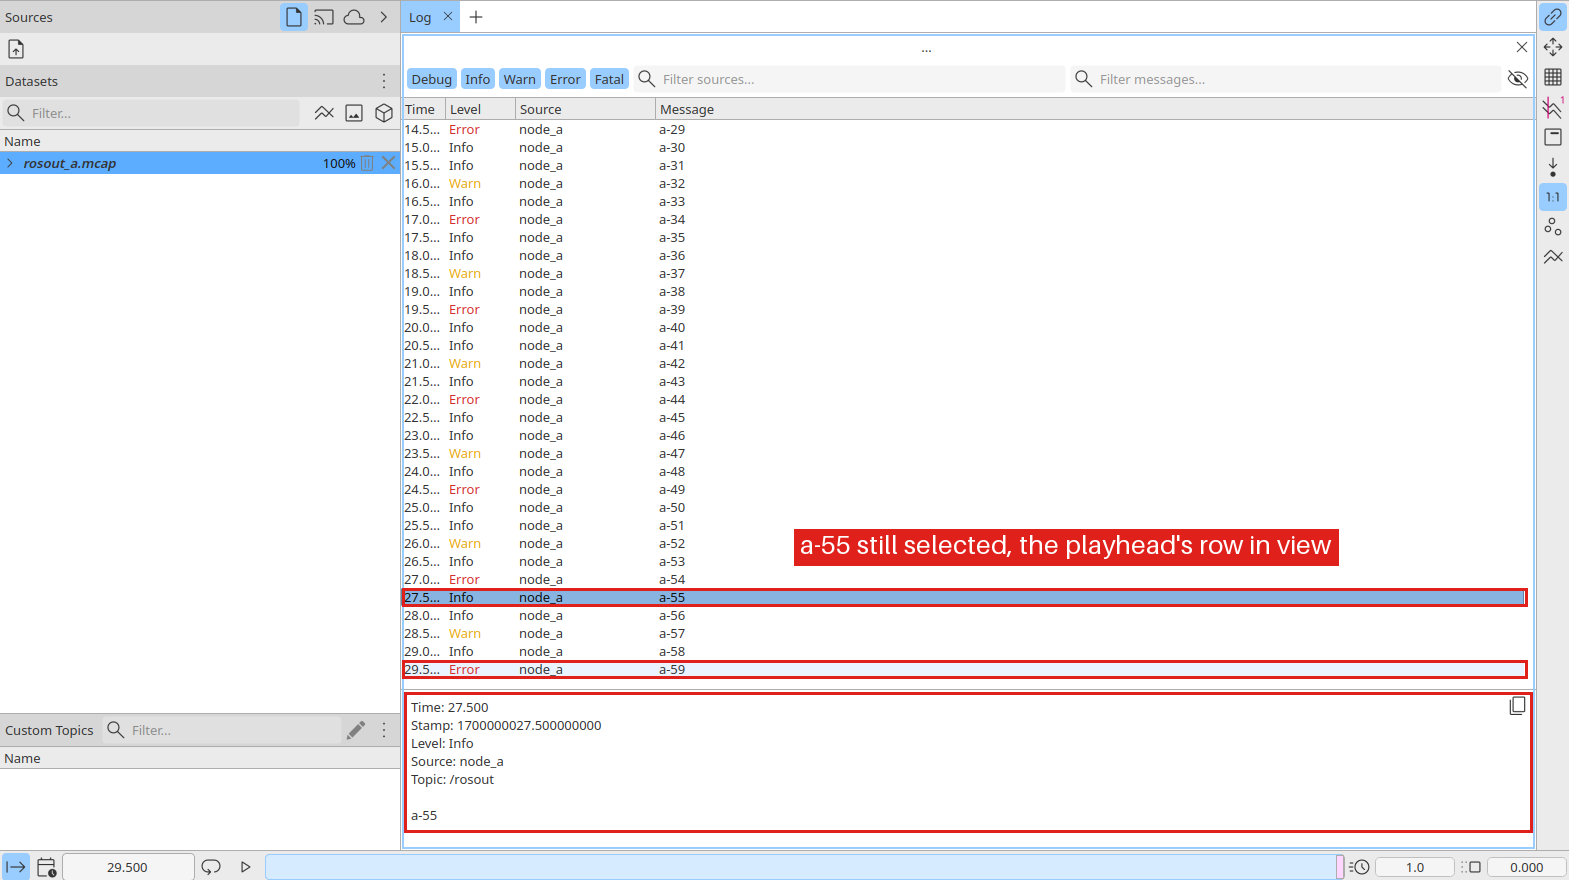 Sources
Log
...
Datasets
Debug Info Warn Error Fatal Filter sources... Filter messages...
Filter...
Time Level Source Message
Name
rosout_a.mcap 100%
14.5... Error node_a a-29
15.0... Info node_a a-30
15.5... Info node_a a-31
16.0... Warn node_a a-32
16.5... Info node_a a-33
17.0... Error node_a a-34
17.5... Info node_a a-35
18.0... Info node_a a-36
18.5... Warn node_a a-37
19.0... Info node_a a-38
19.5... Error node_a a-39
20.0... Info node_a a-40
20.5... Info node_a a-41
21.0... Warn node_a a-42
21.5... Info node_a a-43
22.0... Error node_a a-44
22.5... Info node_a a-45
23.0... Info node_a a-46
23.5... Warn node_a a-47
24.0... Info node_a a-48
24.5... Error node_a a-49
25.0... Info node_a a-50
25.5... Info node_a a-51
26.0... Warn node_a a-52
26.5... Info node_a a-53
27.0... Error node_a a-54
27.5... Info node_a a-55
28.0... Info node_a a-56
28.5... Warn node_a a-57
29.0... Info node_a a-58
29.5... Error node_a a-59
a-55 still selected, the playhead's row in view
Time: 27.500
Stamp: 1700000027.500000000
Level: Info
Source: node_a
Topic: /rosout
a-55
Custom Topics Filter...
Name
29.500
1.0
0.000
1
1:1